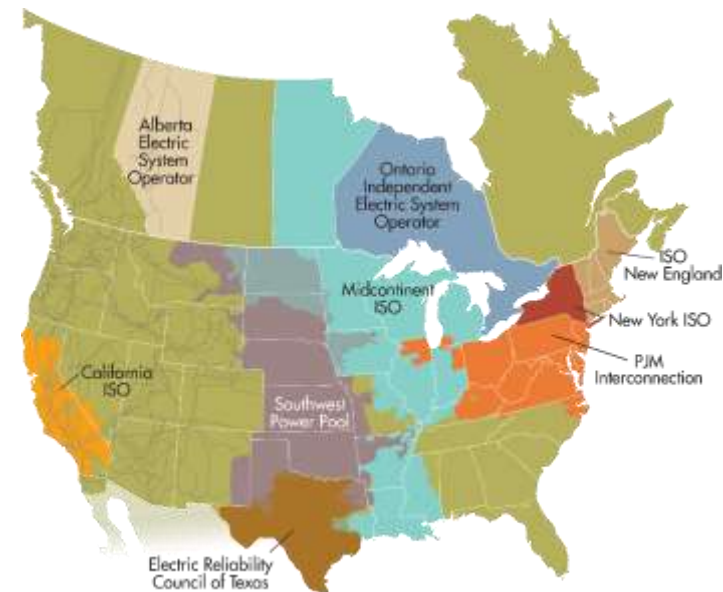 Alberta
Electric
System
Operator
Ontario
Independent
Electric System
Operator
ISO
New England
Midcontinent
ISO
New York ISO
PJM
Interconnection
California
ISO
Southwest
Power Pool
Electric Reliability
Council of Texas